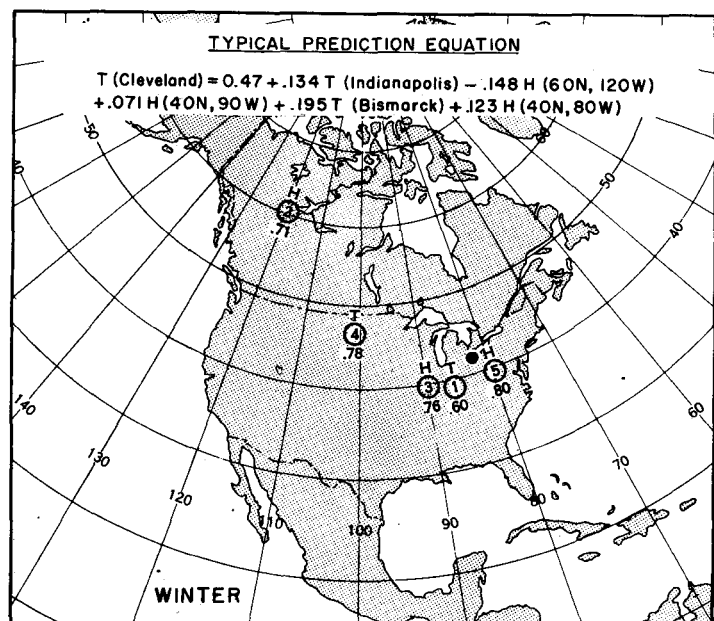 TYPICAL PREDICTION EQUATION
T (Cleveland) = 0.47 + .134 T (Indianapolis) - .148 H (60N, 120W)
+ .071 H (40N, 90W) + .195 T (Bismarck) + .123 H (40N, 80W)
50
60
50
40
H
2
.71
T
4
.78
H T H
3 1 5
.76 .60 .80
140
130
120
110
100
90
80
70
60
WINTER